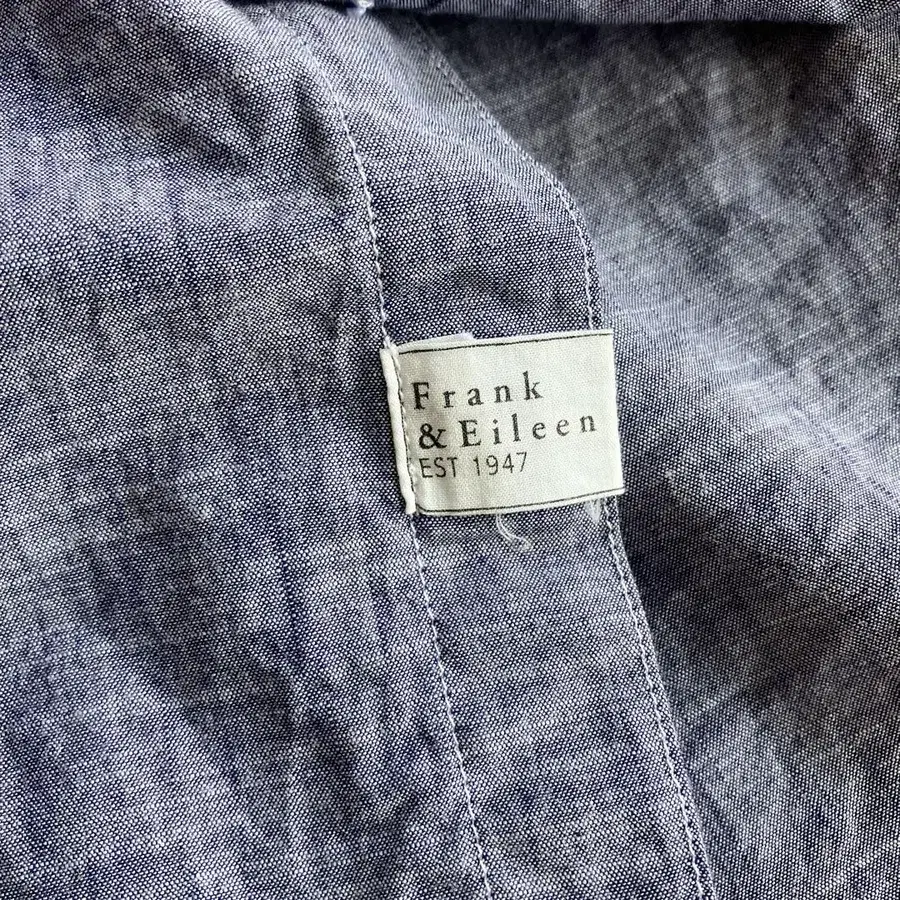 Frank
& Eileen
EST 1947